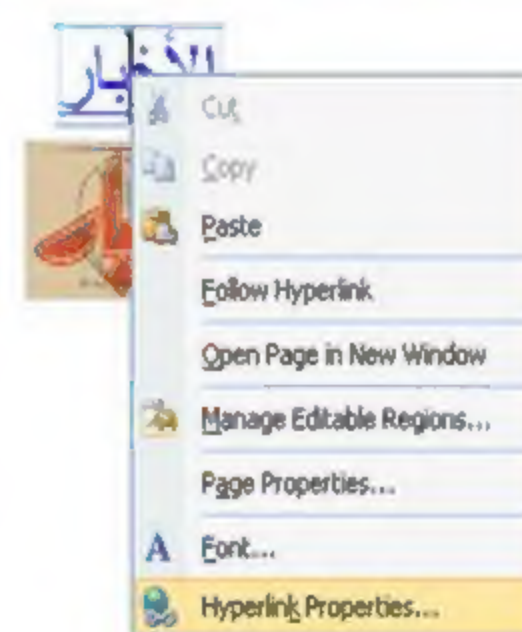 الأخبار
Cut
Copy
Paste
Follow Hyperlink
Open Page in New Window
Manage Editable Regions...
Page Properties...
Font...
Hyperlink Properties...